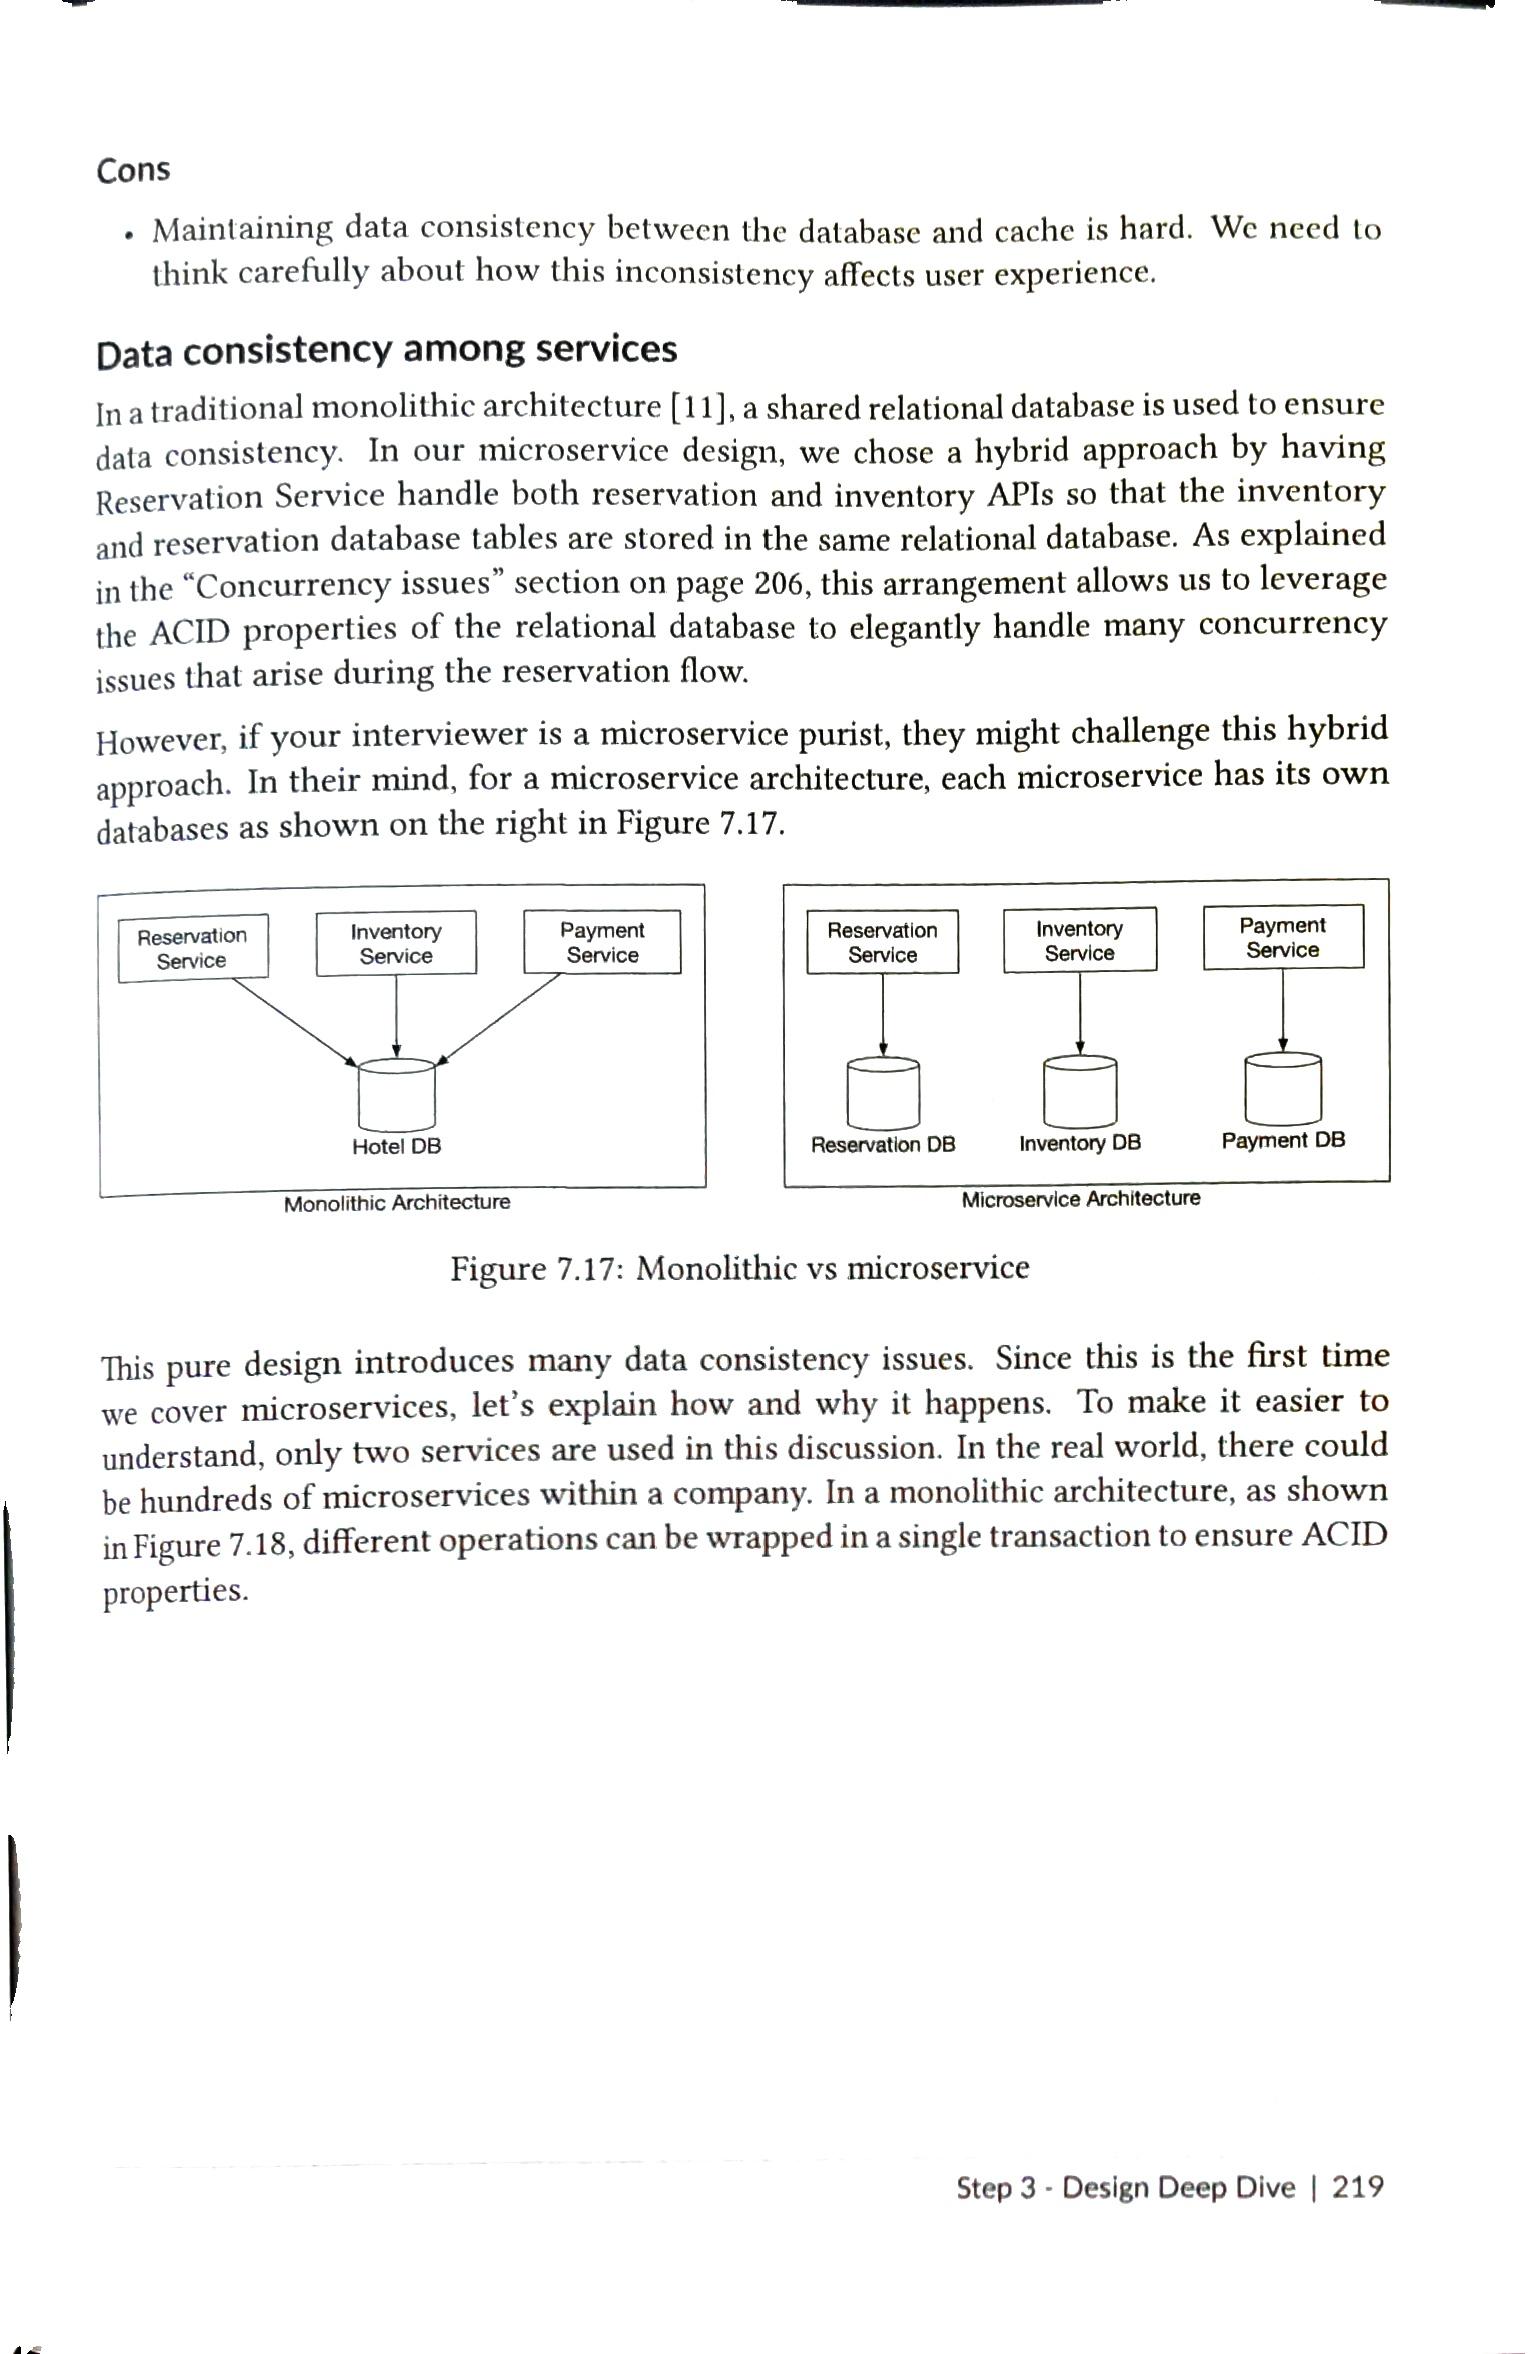 Cons
• Maintaining data consistency between the database and cache is hard. We need to
think carefully about how this inconsistency affects user experience.
Data consistency among services
In a traditional monolithic architecture [11], a shared relational database is used to ensure
data consistency. In our microservice design, we chose a hybrid approach by having
Reservation Service handle both reservation and inventory APIs so that the inventory
and reservation database tables are stored in the same relational database. As explained
in the “Concurrency issues” section on page 206, this arrangement allows us to leverage
the ACID properties of the relational database to elegantly handle many concurrency
issues that arise during the reservation flow.
However, if your interviewer is a microservice purist, they might challenge this hybrid
approach. In their mind, for a microservice architecture, each microservice has its own
databases as shown on the right in Figure 7.17.
Reservation
Service
Inventory
Service
Payment
Service
Hotel DB
Monolithic Architecture
Reservation
Service
Inventory
Service
Payment
Service
Reservation DB
Inventory DB
Payment DB
Microservice Architecture
Figure 7.17: Monolithic vs microservice
This pure design introduces many data consistency issues. Since this is the first time
we cover microservices, let’s explain how and why it happens. To make it easier to
understand, only two services are used in this discussion. In the real world, there could
be hundreds of microservices within a company. In a monolithic architecture, as shown
in Figure 7.18, different operations can be wrapped in a single transaction to ensure ACID
properties.
Step 3 - Design Deep Dive | 219